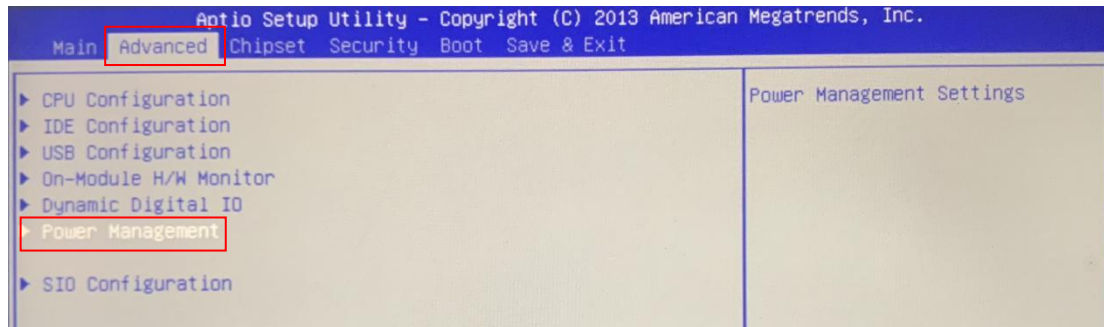 Aptio Setup Utility - Copyright (C) 2013 American Megatrends, Inc.
Main Advanced Chipset Security Boot Save & Exit
CPU Configuration
IDE Configuration
USB Configuration
On-Module H/W Monitor
Dynamic Digital IO
Power Management
SIO Configuration
Power Management Settings